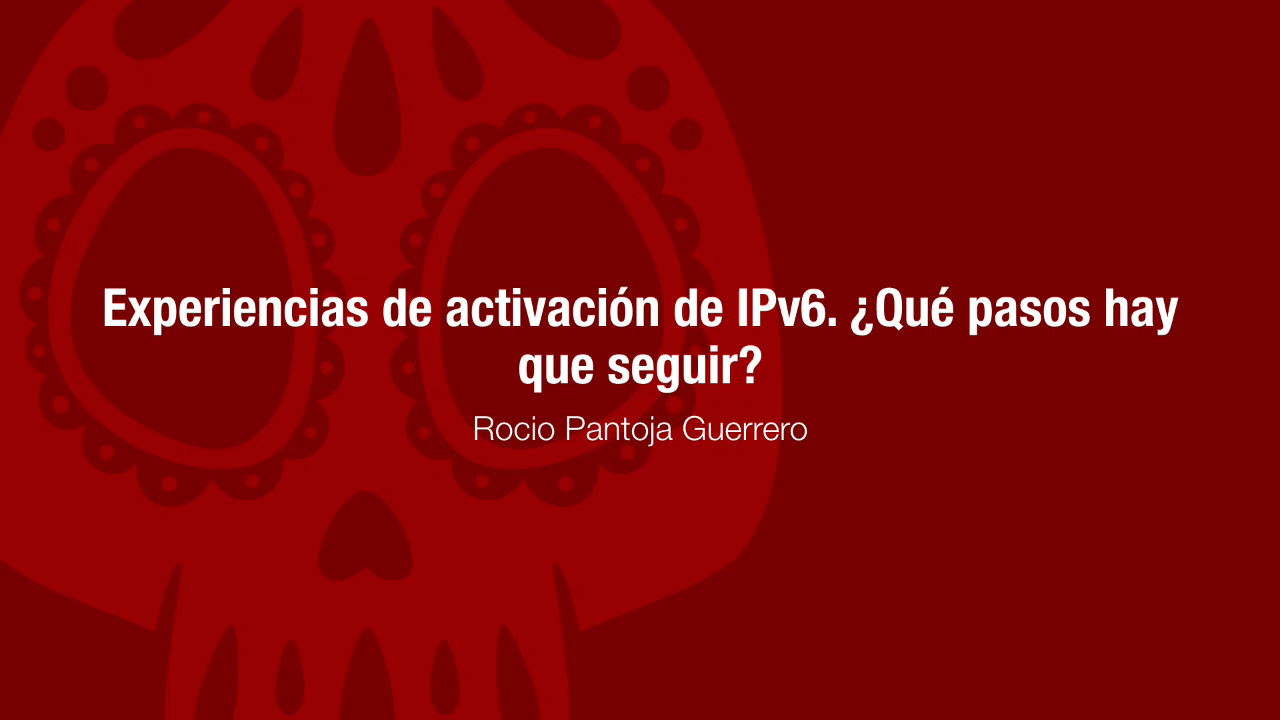 Experiencias de activación de IPv6. ¿Qué pasos hay
que seguir?
Rocio Pantoja Guerrero